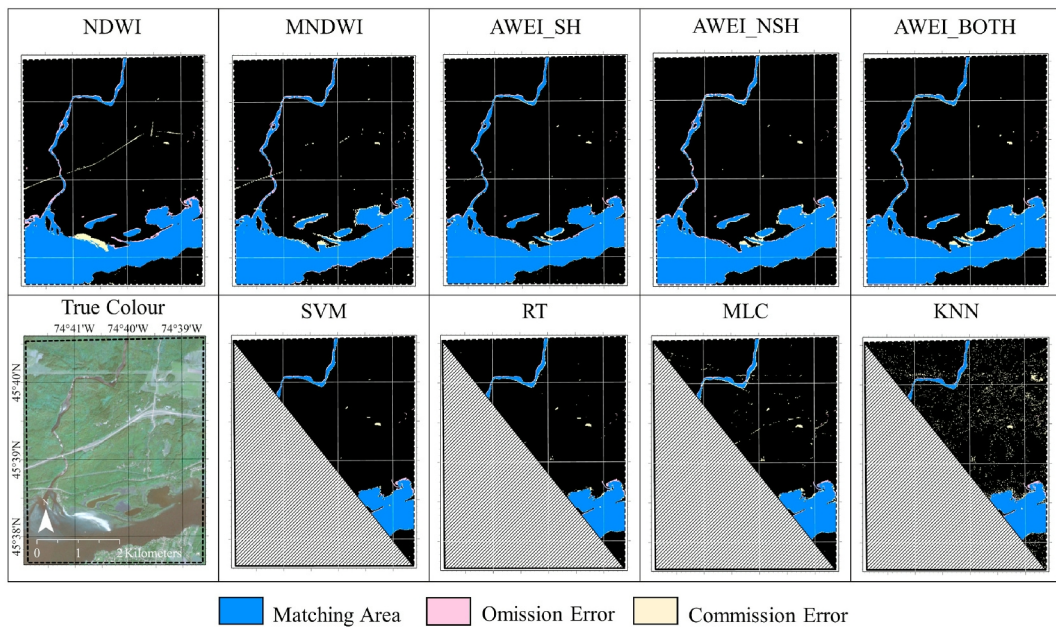 NDWI
MNDWI
AWEI_SH
AWEI_NSH
AWEI_BOTH
True Colour
74°41'W 74°40'W 74°39'W
45°40'N
45°39'N
45°38'N
0 1 2 Kilometers
SVM
RT
MLC
KNN
Matching Area
Omission Error
Commission Error